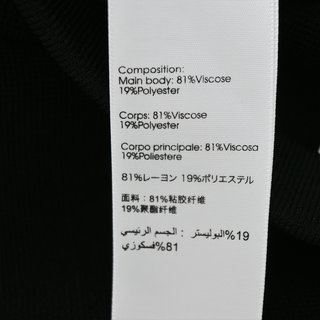 Composition:
Main body: 81%Viscose
19%Polyester
Corps: 81%Viscose
19%Polyester
Corpo principale: 81%Viscosa
19%Poliestere
81%レーヨン 19%ポリエステル
面料：81%粘胶纤维
19%聚酯纤维
19%البوليستر : الجسم الرئيسي
81%فسكوزي